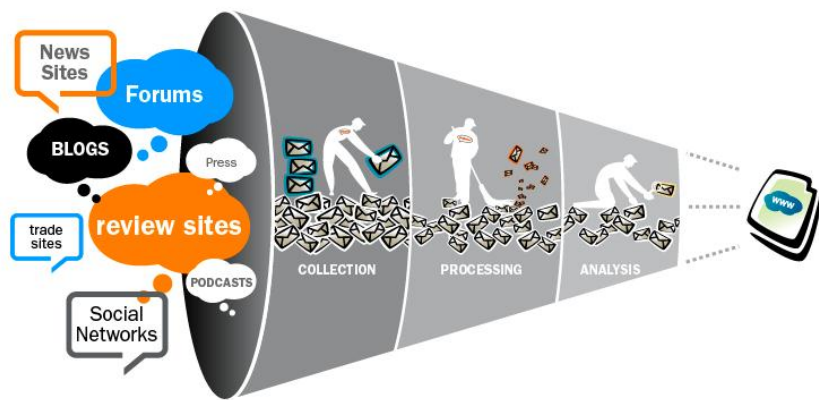 News
Sites
Forums
BLOGS
Press
review sites
trade
sites
PODCASTS
Social
Networks
COLLECTION
PROCESSING
ANALYSIS
www